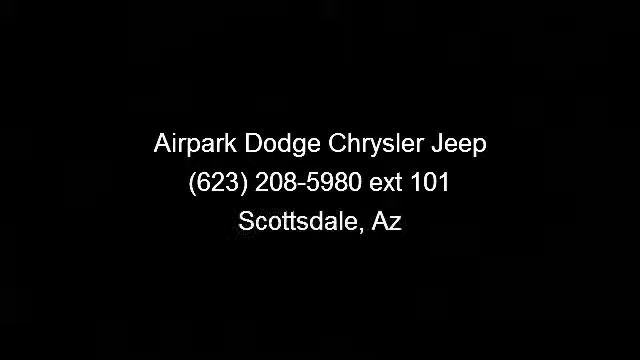 Airpark Dodge Chrysler Jeep
(623) 208-5980 ext 101
Scottsdale, Az